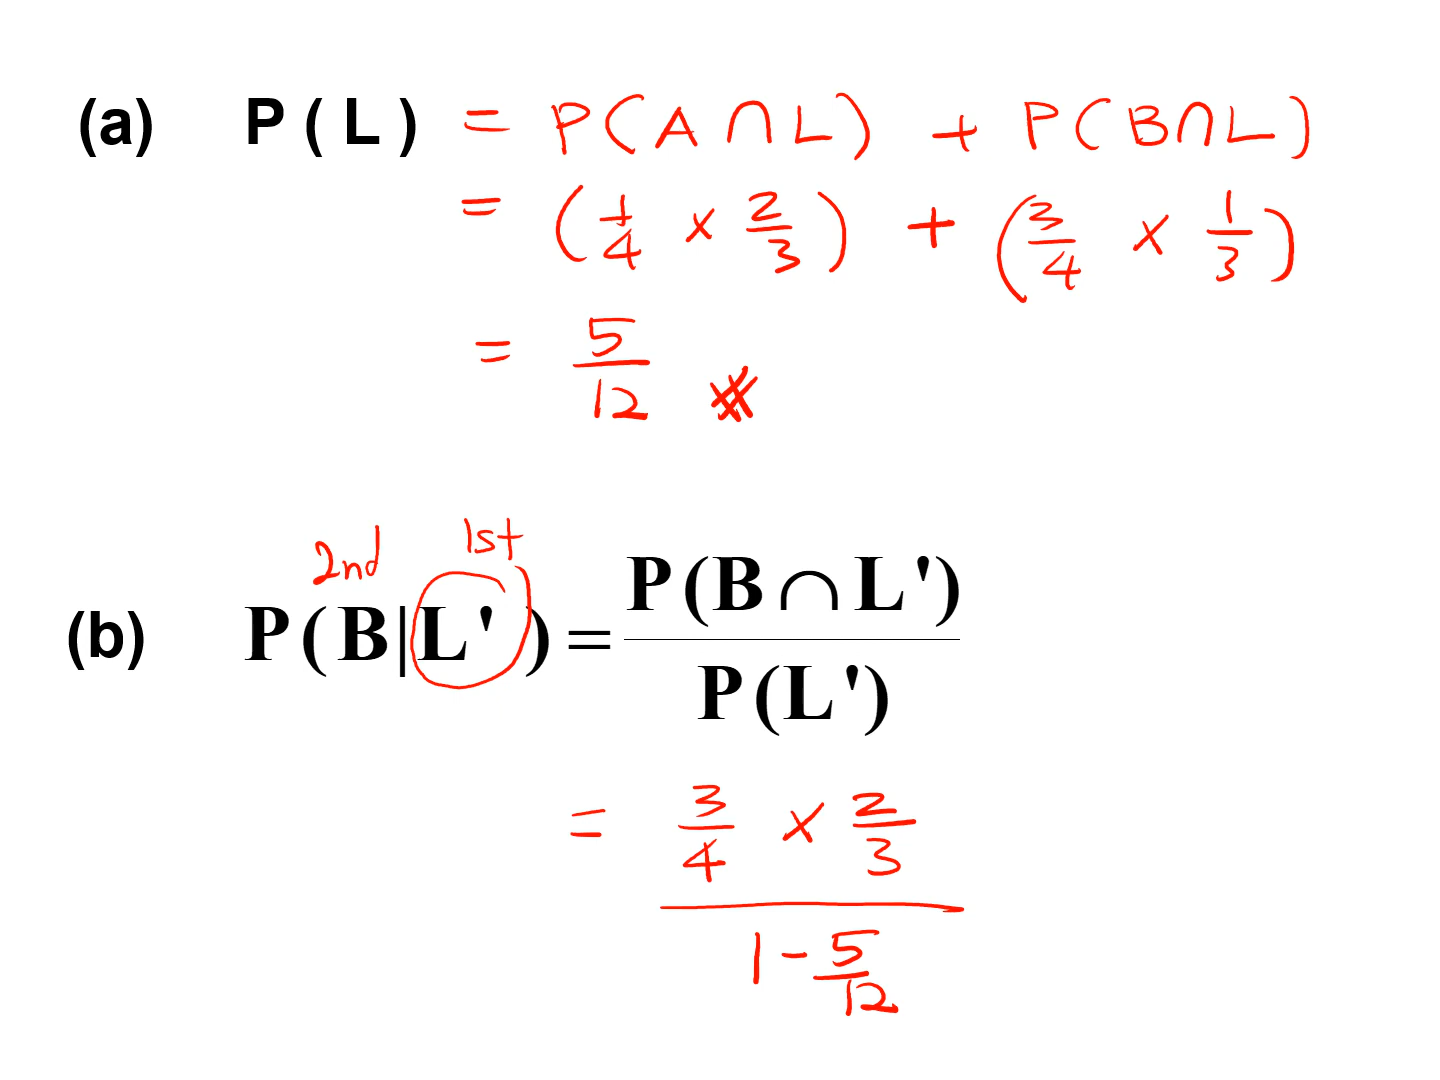 (a) P ( L ) = P(A ∩ L) + P(B ∩ L)
= (1/4 × 2/3) + (3/4 × 1/3)
= 5/12
2nd 1st
(b) P(B|L') = P(B ∩ L') / P(L')
= 3/4 × 2/3 / 1 - 5/12